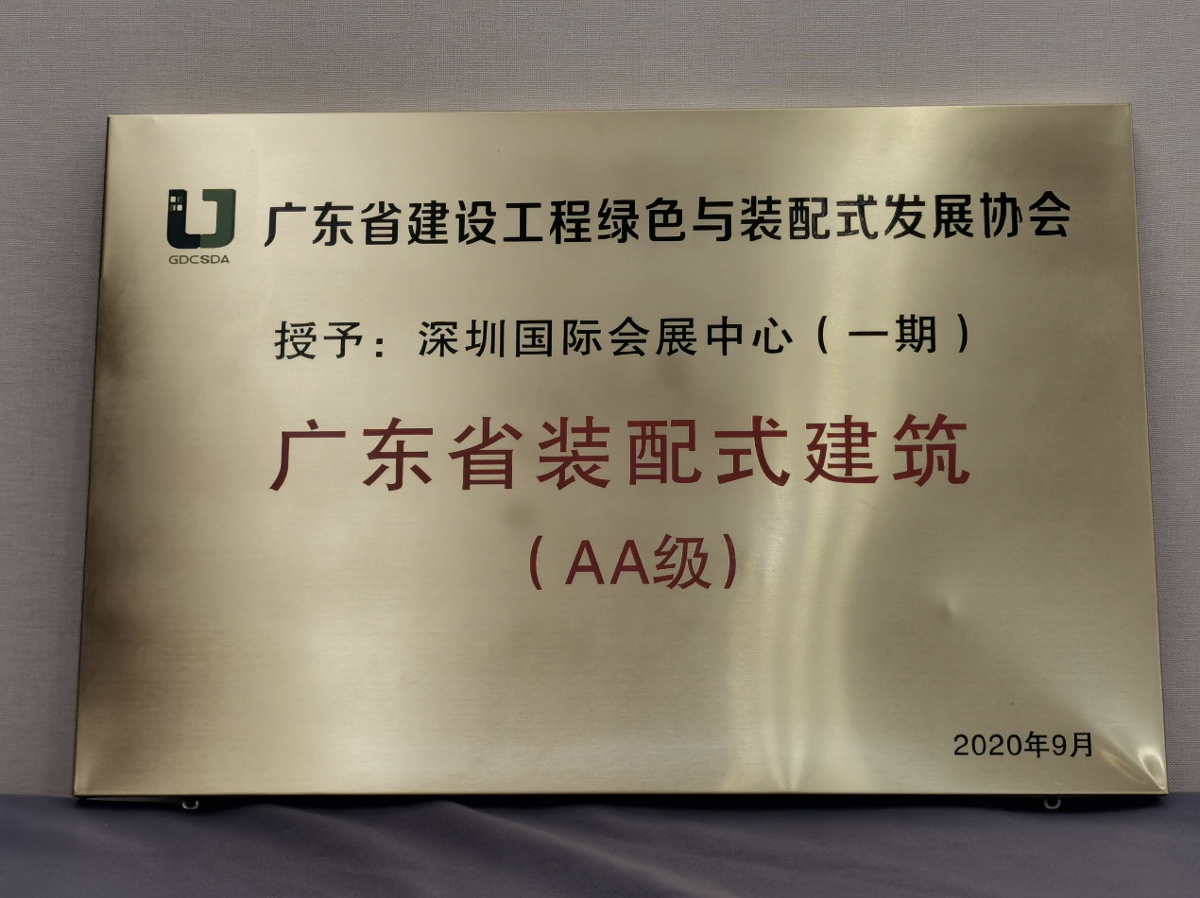 广东省建设工程绿色与装配式发展协会
GDCSDA
授予：深圳国际会展中心（一期）
广东省装配式建筑
（AA级）
2020年9月